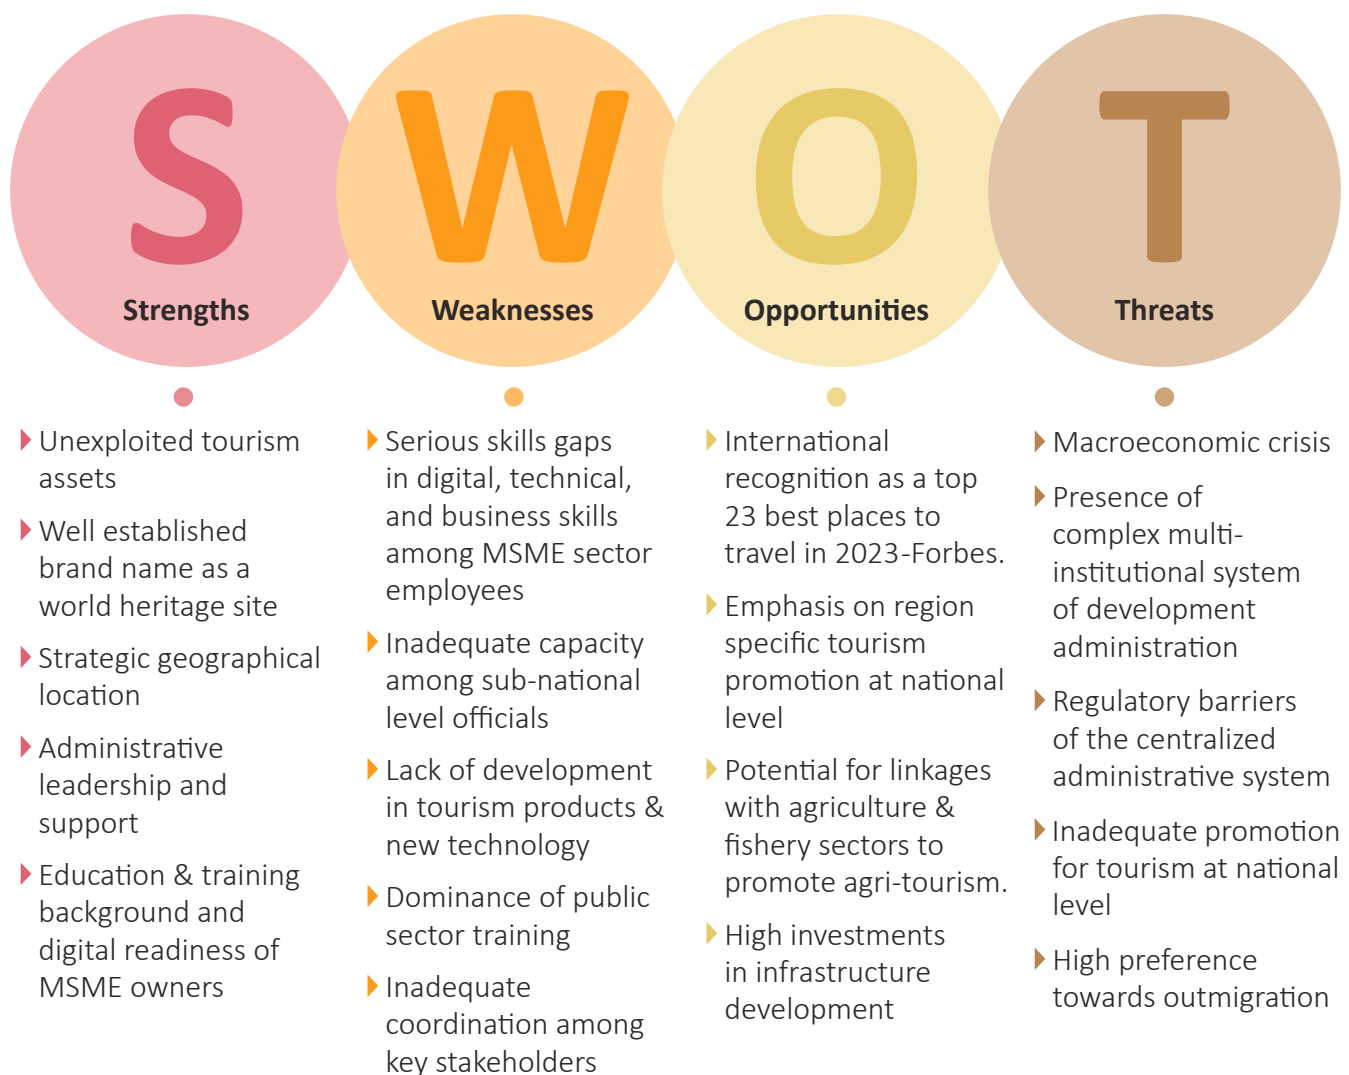 S
Strengths
Unexploited tourism
assets
Well established
brand name as a
world heritage site
Strategic geographical
location
Administrative
leadership and
support
Education & training
background and
digital readiness of
MSME owners
W
Weaknesses
Serious skills gaps
in digital, technical,
and business skills
among MSME sector
employees
Inadequate capacity
among sub-national
level officials
Lack of development
in tourism products &
new technology
Dominance of public
sector training
Inadequate
coordination among
key stakeholders
O
Opportunities
International
recognition as a top
23 best places to
travel in 2023-Forbes.
Emphasis on region
specific tourism
promotion at national
level
Potential for linkages
with agriculture &
fishery sectors to
promote agri-tourism.
High investments
in infrastructure
development
T
Threats
Macroeconomic crisis
Presence of
complex multi-
institutional system
of development
administration
Regulatory barriers
of the centralized
administrative system
Inadequate promotion
for tourism at national
level
High preference
towards outmigration